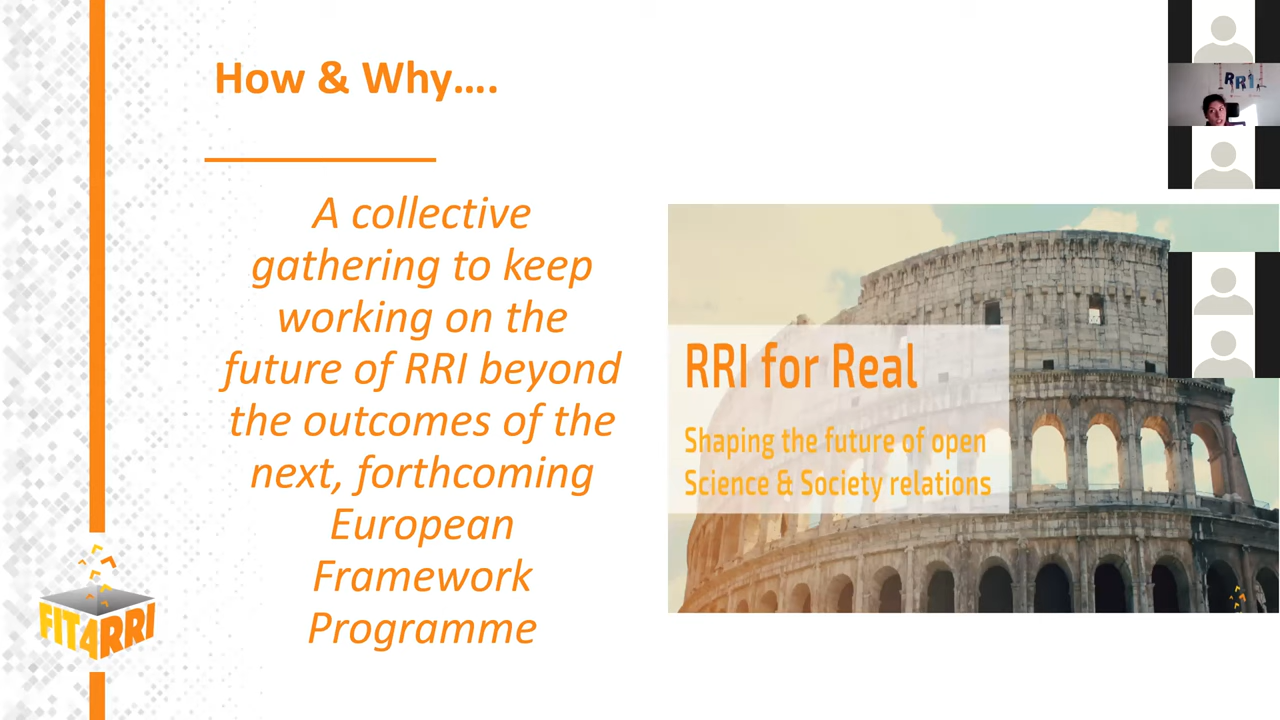 How & Why....
A collective
gathering to keep
working on the
future of RRI beyond
the outcomes of the
next, forthcoming
European
Framework
Programme
RRI for Real
Shaping the future of open
Science & Society relations
FIT4RRI
RRI